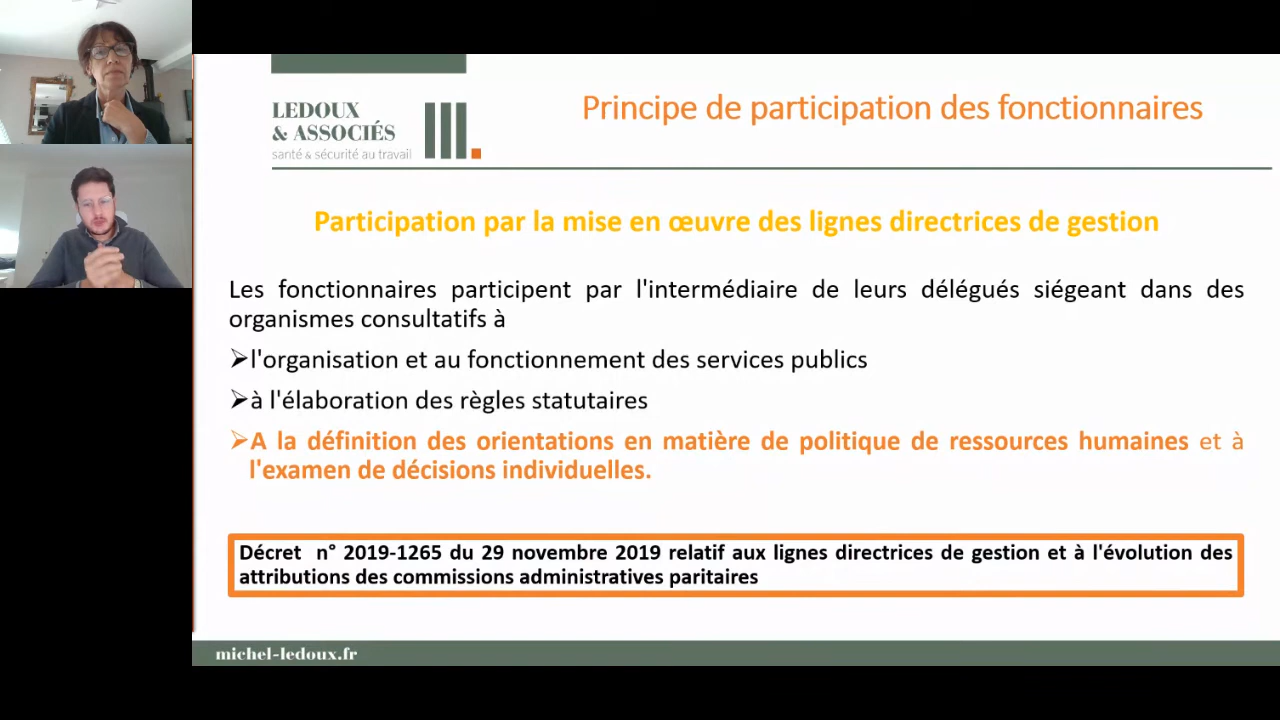 LEDOUX
& ASSOCIÉS
santé & sécurité au travail
Principe de participation des fonctionnaires
Participation par la mise en œuvre des lignes directrices de gestion
Les fonctionnaires participent par l'intermédiaire de leurs délégués siégeant dans des
organismes consultatifs à
l'organisation et au fonctionnement des services publics
à l'élaboration des règles statutaires
A la définition des orientations en matière de politique de ressources humaines et à
l'examen de décisions individuelles.
Décret n° 2019-1265 du 29 novembre 2019 relatif aux lignes directrices de gestion et à l'évolution des
attributions des commissions administratives paritaires
michel-ledoux.fr